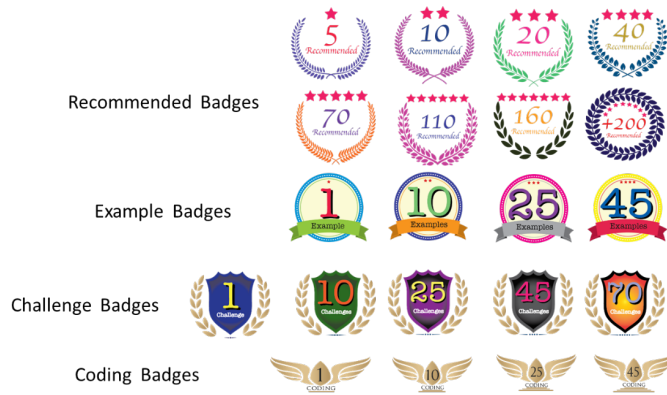 5
Recommended
10
Recommended
20
Recommended
40
Recommended
Recommended Badges
70
Recommended
110
Recommended
160
Recommended
+200
Recommended
Example Badges
1
Example
10
Examples
25
Examples
45
Examples
Challenge Badges
1
Challenge
10
Challenges
25
Challenges
45
Challenges
70
Challenges
Coding Badges
1
CODING
10
CODING
25
CODING
45
CODING